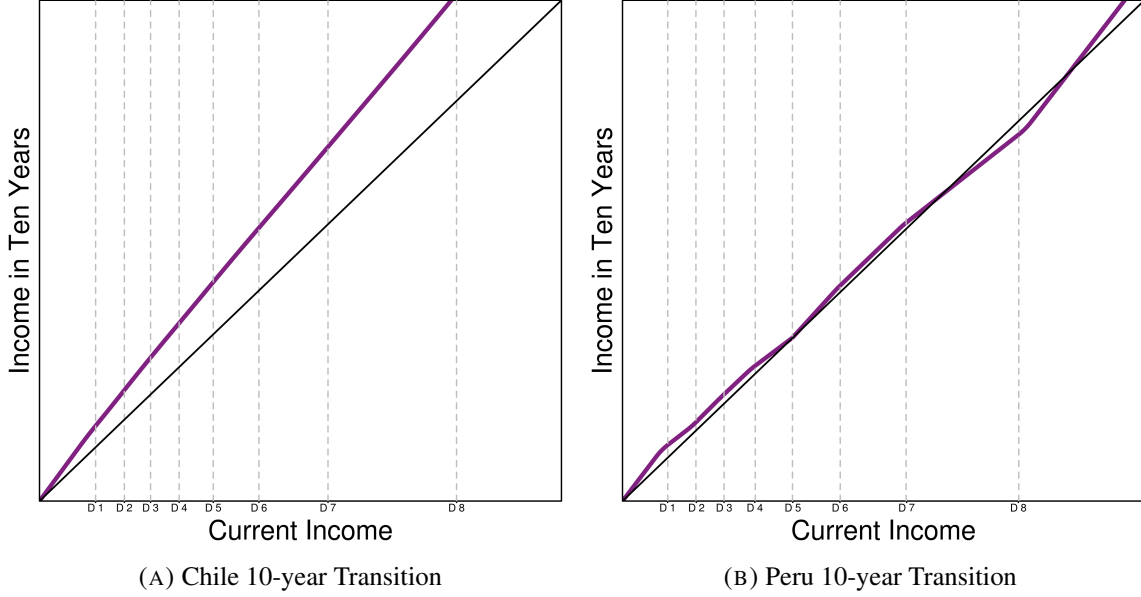 Income in Ten Years
D1 D2 D3 D4 D5 D6 D7 D8
Current Income
(A) Chile 10-year Transition
Income in Ten Years
D1 D2 D3 D4 D5 D6 D7 D8
Current Income
(B) Peru 10-year Transition